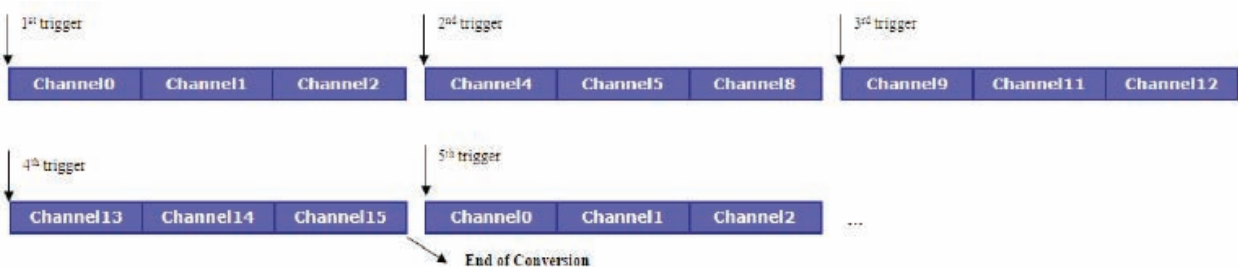 1st trigger 2nd trigger 3rd trigger
Channel0 Channel1 Channel2 Channel4 Channel5 Channel8 Channel9 Channel11 Channel12
4th trigger 5th trigger
Channel13 Channel14 Channel15 Channel0 Channel1 Channel2 ...
End of Conversion